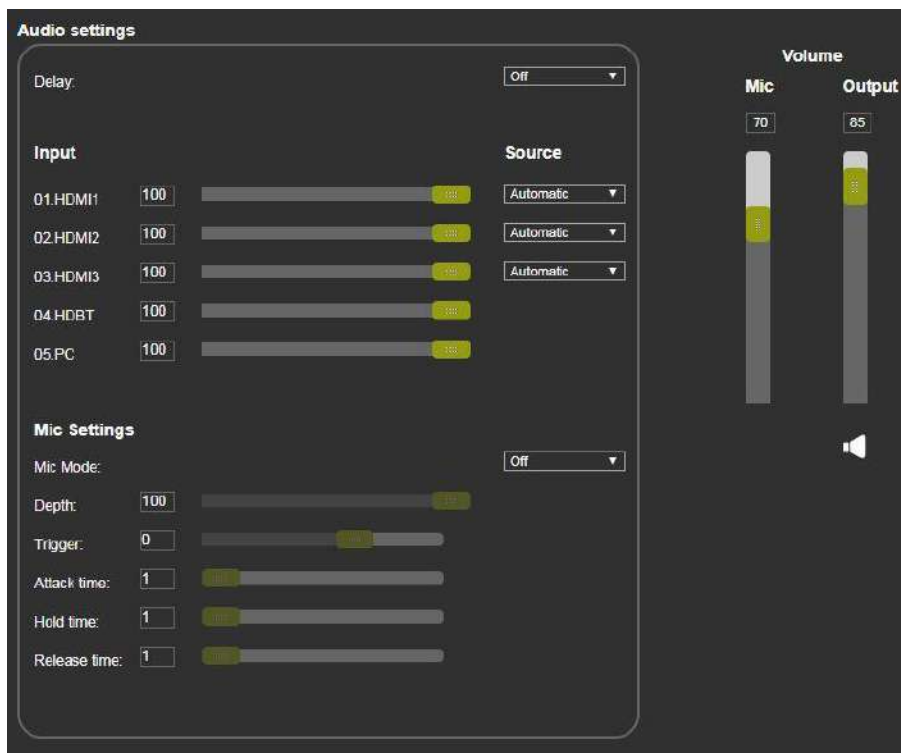 Audio settings
Delay:
Off
Input
Source
01.HDMI1
100
Automatic
02.HDMI2
100
Automatic
03.HDMI3
100
Automatic
04.HDBT
100
05.PC
100
Mic Settings
Mic Mode:
Off
Depth:
100
Trigger:
0
Attack time:
1
Hold time:
1
Release time:
1
Volume
Mic
Output
70
85